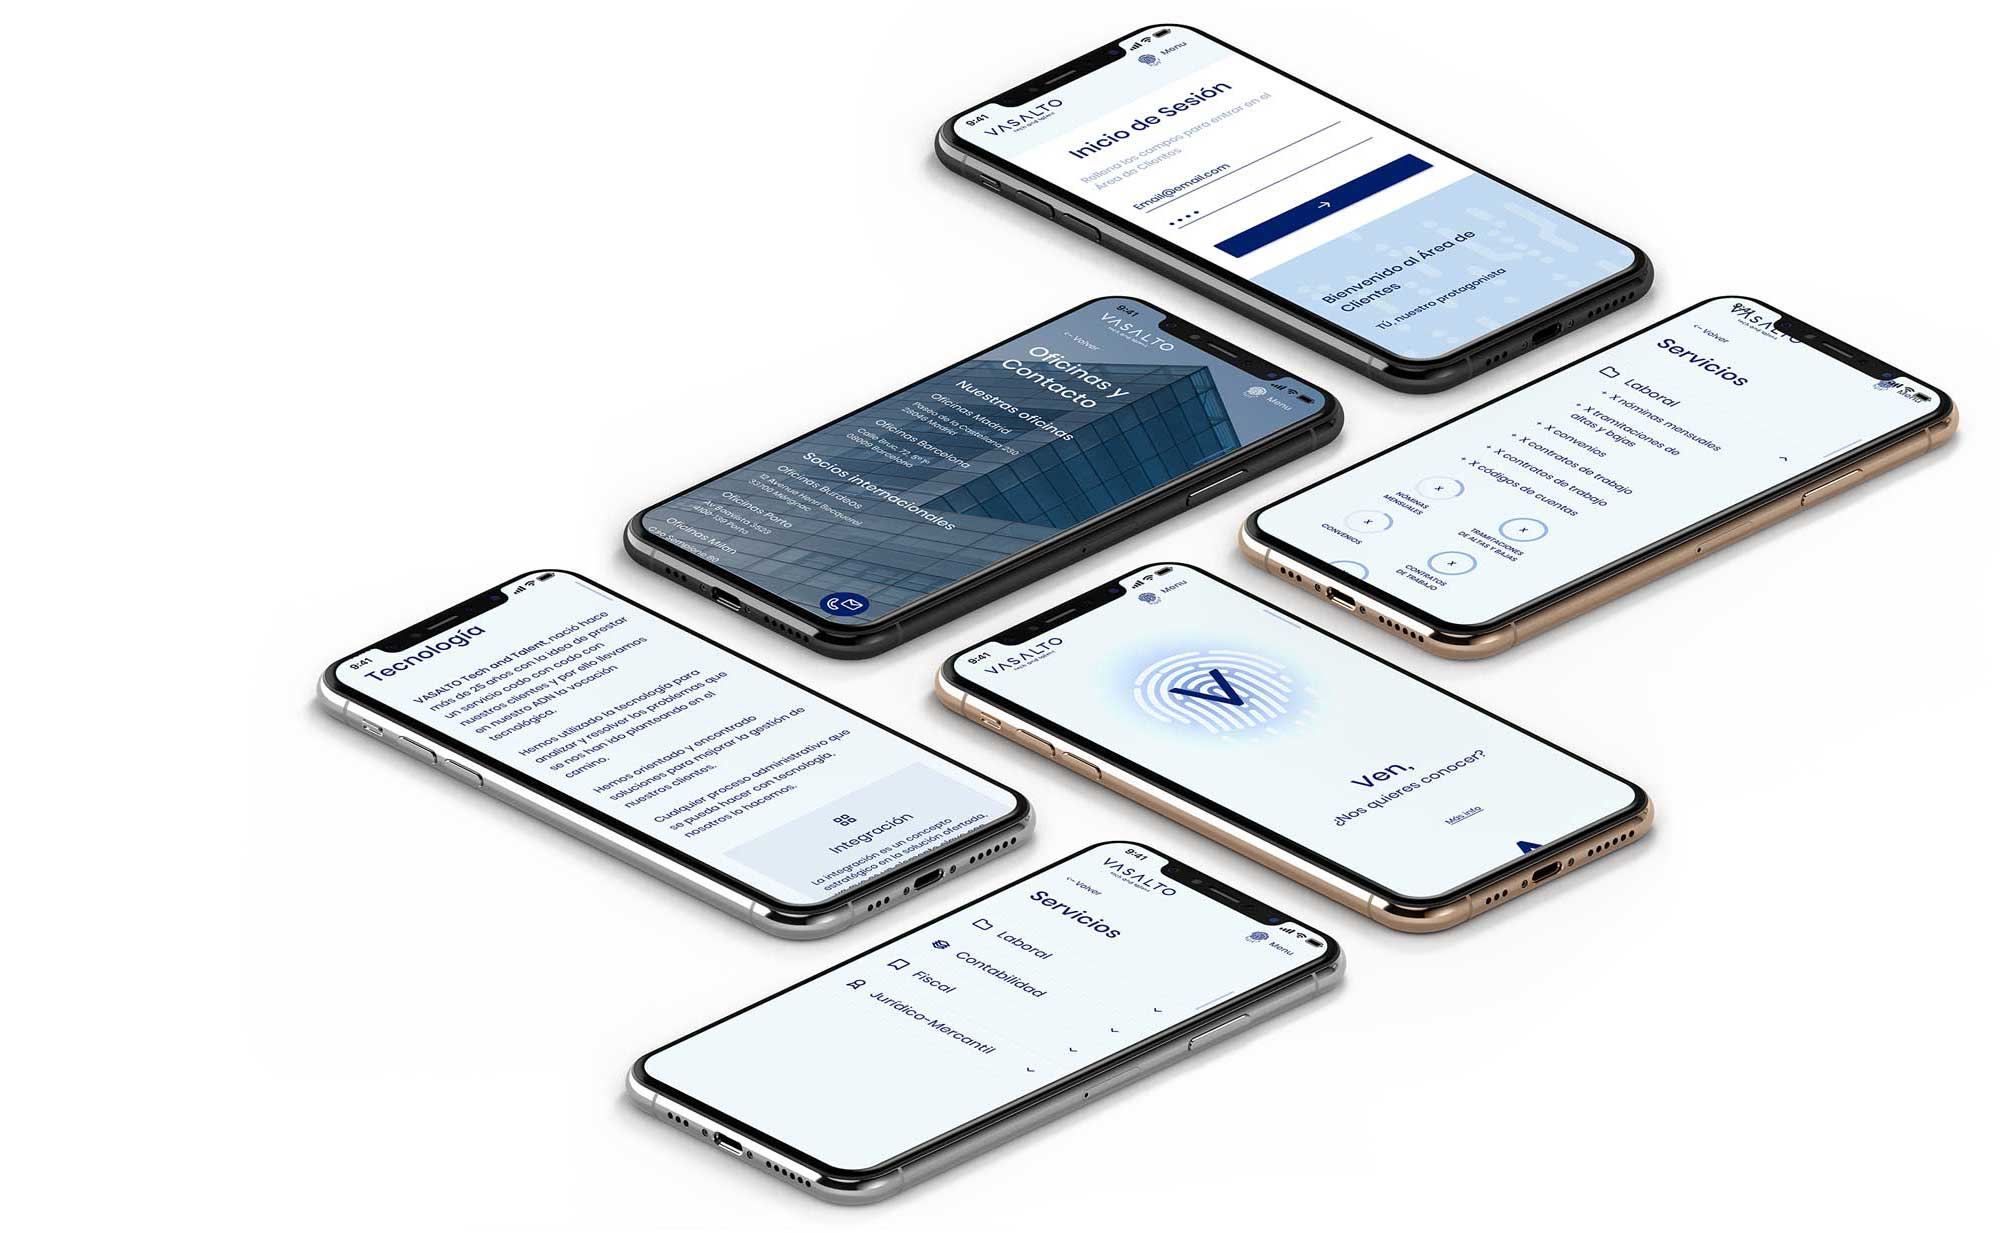 9:41
VASALTO
tech and talent
Menu
Inicio de Sesión
Rellena los campos para entrar en el
Área de Clientes
Email@email.com
Bienvenido al Área de
Clientes
TÚ, nuestro protagonista
9:41
VASALTO
tech and talent
<- Volver
Menu
Oficinas y
Contacto
Nuestras oficinas
Oficinas Madrid
Paseo de la Castellana 230
28046 Madrid
Oficinas Barcelona
Calle Bruc, 72, 5º 1ª
08009 Barcelona
Socios internacionales
Oficinas Burdeos
12 Avenue Henri Becquerel
33700 Mérignac
Oficinas Porto
Av Boavista 3523
4100-139 Porto
Oficinas Milan
Sempione 80
VASALTO
tech and talent
<- Volver
Menu
Servicios
Laboral
+ X nóminas mensuales
+ X tramitaciones de
altas y bajas
+ X convenios
+ X contratos de trabajo
+ X contratos de trabajo
+ X códigos de cuentas
X
NÓMINAS
MENSUALES
X
TRAMITACIONES
DE ALTAS Y BAJAS
X
CONVENIOS
X
CONTRATOS
DE TRABAJO
9:41
Tecnología
VASALTO Tech and Talent, nació hace
más de 25 años con la idea de prestar
un servicio codo con codo con
nuestros clientes y por ello llevamos
en nuestro ADN la vocación
tecnológica.
Hemos utilizado la tecnología para
analizar y resolver los problemas que
se nos han ido planteando en el
camino.
Hemos orientado y encontrado
soluciones para mejorar la gestión de
nuestros clientes.
Cualquier proceso administrativo que
se pueda hacer con tecnología,
nosotros lo hacemos.
Integración
La integración es un concepto
estratégico en la solución ofertada,
9:41
VASALTO
tech and talent
Menu
V
Ven,
¿Nos quieres conocer?
Más info
9:41
VASALTO
tech and talent
<- Volver
Menu
Servicios
Laboral
Contabilidad
Fiscal
Jurídico-Mercantil